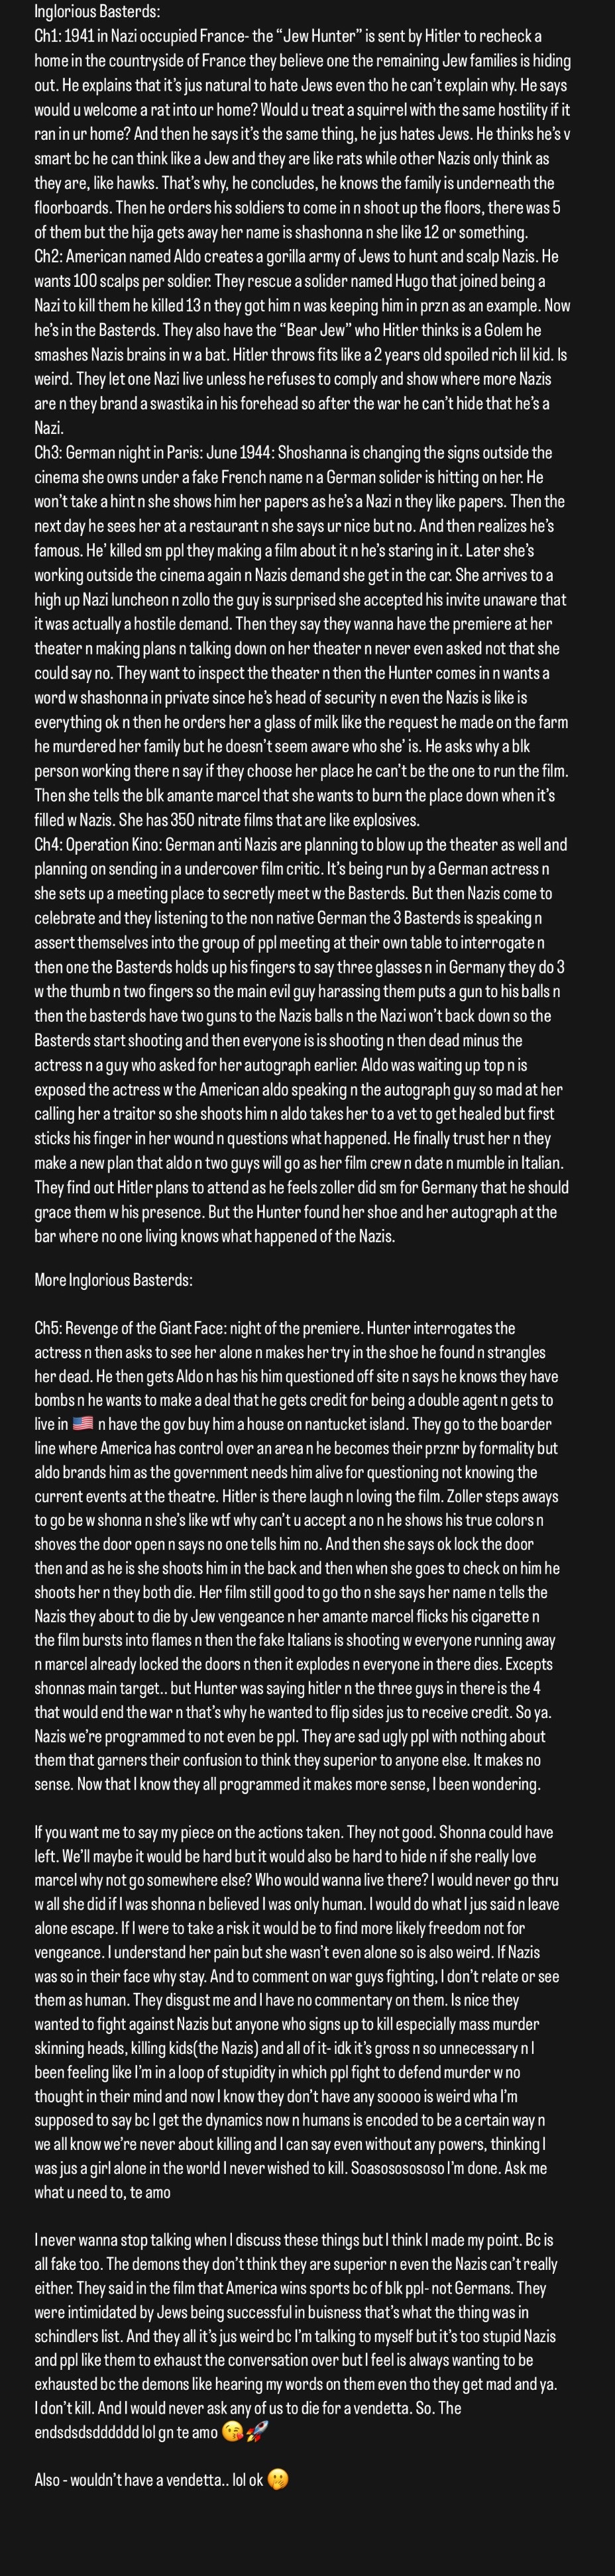 Inglorious Basterds:
Ch1: 1941 in Nazi occupied France- the “Jew Hunter” is sent by Hitler to recheck a
home in the countryside of France they believe one the remaining Jew families is hiding
out. He explains that it’s jus natural to hate Jews even tho he can’t explain why. He says
would u welcome a rat into ur home? Would u treat a squirrel with the same hostility if it
ran in ur home? And then he says it’s the same thing, he jus hates Jews. He thinks he’s v
smart bc he can think like a Jew and they are like rats while other Nazis only think as
they are, like hawks. That’s why, he concludes, he knows the family is underneath the
floorboards. Then he orders his soldiers to come in n shoot up the floors, there was 5
of them but the hija gets away her name is shashonna n she like 12 or something.
Ch2: American named Aldo creates a gorilla army of Jews to hunt and scalp Nazis. He
wants 100 scalps per soldier. They rescue a solider named Hugo that joined being a
Nazi to kill them he killed 13 n they got him n was keeping him in przn as an example. Now
he’s in the Basterds. They also have the “Bear Jew” who Hitler thinks is a Golem he
smashes Nazis brains in w a bat. Hitler throws fits like a 2 years old spoiled rich lil kid. Is
weird. They let one Nazi live unless he refuses to comply and show where more Nazis
are n they brand a swastika in his forehead so after the war he can’t hide that he’s a
Nazi.
Ch3: German night in Paris: June 1944: Shoshanna is changing the signs outside the
cinema she owns under a fake French name n a German solider is hitting on her. He
won’t take a hint n she shows him her papers as he’s a Nazi n they like papers. Then the
next day he sees her at a restaurant n she says ur nice but no. And then realizes he’s
famous. He’ killed sm ppl they making a film about it n he’s staring in it. Later she’s
working outside the cinema again n Nazis demand she get in the car. She arrives to a
high up Nazi luncheon n zollo the guy is surprised she accepted his invite unaware that
it was actually a hostile demand. Then they say they wanna have the premiere at her
theater n making plans n talking down on her theater n never even asked not that she
could say no. They want to inspect the theater n then the Hunter comes in n wants a
word w shashonna in private since he’s head of security n even the Nazis is like is
everything ok n then he orders her a glass of milk like the request he made on the farm
he murdered her family but he doesn’t seem aware who she’ is. He asks why a blk
person working there n say if they choose her place he can’t be the one to run the film.
Then she tells the blk amante marcel that she wants to burn the place down when it’s
filled w Nazis. She has 350 nitrate films that are like explosives.
Ch4: Operation Kino: German anti Nazis are planning to blow up the theater as well and
planning on sending in a undercover film critic. It’s being run by a German actress n
she sets up a meeting place to secretly meet w the Basterds. But then Nazis come to
celebrate and they listening to the non native German the 3 Basterds is speaking n
assert themselves into the group of ppl meeting at their own table to interrogate n
then one the Basterds holds up his fingers to say three glasses n in Germany they do 3
w the thumb n two fingers so the main evil guy harassing them puts a gun to his balls n
then the basterds have two guns to the Nazis balls n the Nazi won’t back down so the
Basterds start shooting and then everyone is is shooting n then dead minus the
actress n a guy who asked for her autograph earlier. Aldo was waiting up top n is
exposed the actress w the American aldo speaking n the autograph guy so mad at her
calling her a traitor so she shoots him n aldo takes her to a vet to get healed but first
sticks his finger in her wound n questions what happened. He finally trust her n they
make a new plan that aldo n two guys will go as her film crew n date n mumble in Italian.
They find out Hitler plans to attend as he feels zoller did sm for Germany that he should
grace them w his presence. But the Hunter found her shoe and her autograph at the
bar where no one living knows what happened of the Nazis.
More Inglorious Basterds:
Ch5: Revenge of the Giant Face: night of the premiere. Hunter interrogates the
actress n then asks to see her alone n makes her try in the shoe he found n strangles
her dead. He then gets Aldo n has his him questioned off site n says he knows they have
bombs n he wants to make a deal that he gets credit for being a double agent n gets to
live in 🇺🇸 n have the gov buy him a house on nantucket island. They go to the boarder
line where America has control over an area n he becomes their prznr by formality but
aldo brands him as the government needs him alive for questioning not knowing the
current events at the theatre. Hitler is there laugh n loving the film. Zoller steps aways
to go be w shonna n she’s like wtf why can’t u accept a no n he shows his true colors n
shoves the door open n says no one tells him no. And then she says ok lock the door
then and as he is she shoots him in the back and then when she goes to check on him he
shoots her n they both die. Her film still good to go tho n she says her name n tells the
Nazis they about to die by Jew vengeance n her amante marcel flicks his cigarette n
the film bursts into flames n then the fake Italians is shooting w everyone running away
n marcel already locked the doors n then it explodes n everyone in there dies. Excepts
shonnas main target.. but Hunter was saying hitler n the three guys in there is the 4
that would end the war n that’s why he wanted to flip sides jus to receive credit. So ya.
Nazis we’re programmed to not even be ppl. They are sad ugly ppl with nothing about
them that garners their confusion to think they superior to anyone else. It makes no
sense. Now that I know they all programmed it makes more sense, I been wondering.
If you want me to say my piece on the actions taken. They not good. Shonna could have
left. We’ll maybe it would be hard but it would also be hard to hide n if she really love
marcel why not go somewhere else? Who would wanna live there? I would never go thru
w all she did if I was shonna n believed I was only human. I would do what I jus said n leave
alone escape. If I were to take a risk it would be to find more likely freedom not for
vengeance. I understand her pain but she wasn’t even alone so is also weird. If Nazis
was so in their face why stay. And to comment on war guys fighting, I don’t relate or see
them as human. They disgust me and I have no commentary on them. Is nice they
wanted to fight against Nazis but anyone who signs up to kill especially mass murder
skinning heads, killing kids(the Nazis) and all of it- idk it’s gross n so unnecessary n I
been feeling like I’m in a loop of stupidity in which ppl fight to defend murder w no
thought in their mind and now I know they don’t have any sooooo is weird wha I’m
supposed to say bc I get the dynamics now n humans is encoded to be a certain way n
we all know we’re never about killing and I can say even without any powers, thinking I
was jus a girl alone in the world I never wished to kill. Soasososososo I’m done. Ask me
what u need to, te amo
I never wanna stop talking when I discuss these things but I think I made my point. Bc is
all fake too. The demons they don’t think they are superior n even the Nazis can’t really
either. They said in the film that America wins sports bc of blk ppl- not Germans. They
were intimidated by Jews being successful in buisness that’s what the thing was in
schindlers list. And they all it’s jus weird bc I’m talking to myself but it’s too stupid Nazis
and ppl like them to exhaust the conversation over but I feel is always wanting to be
exhausted bc the demons like hearing my words on them even tho they get mad and ya.
I don’t kill. And I would never ask any of us to die for a vendetta. So. The
endsdsdsdddddd lol gn te amo 😘🚀
Also - wouldn’t have a vendetta.. lol ok 🫢